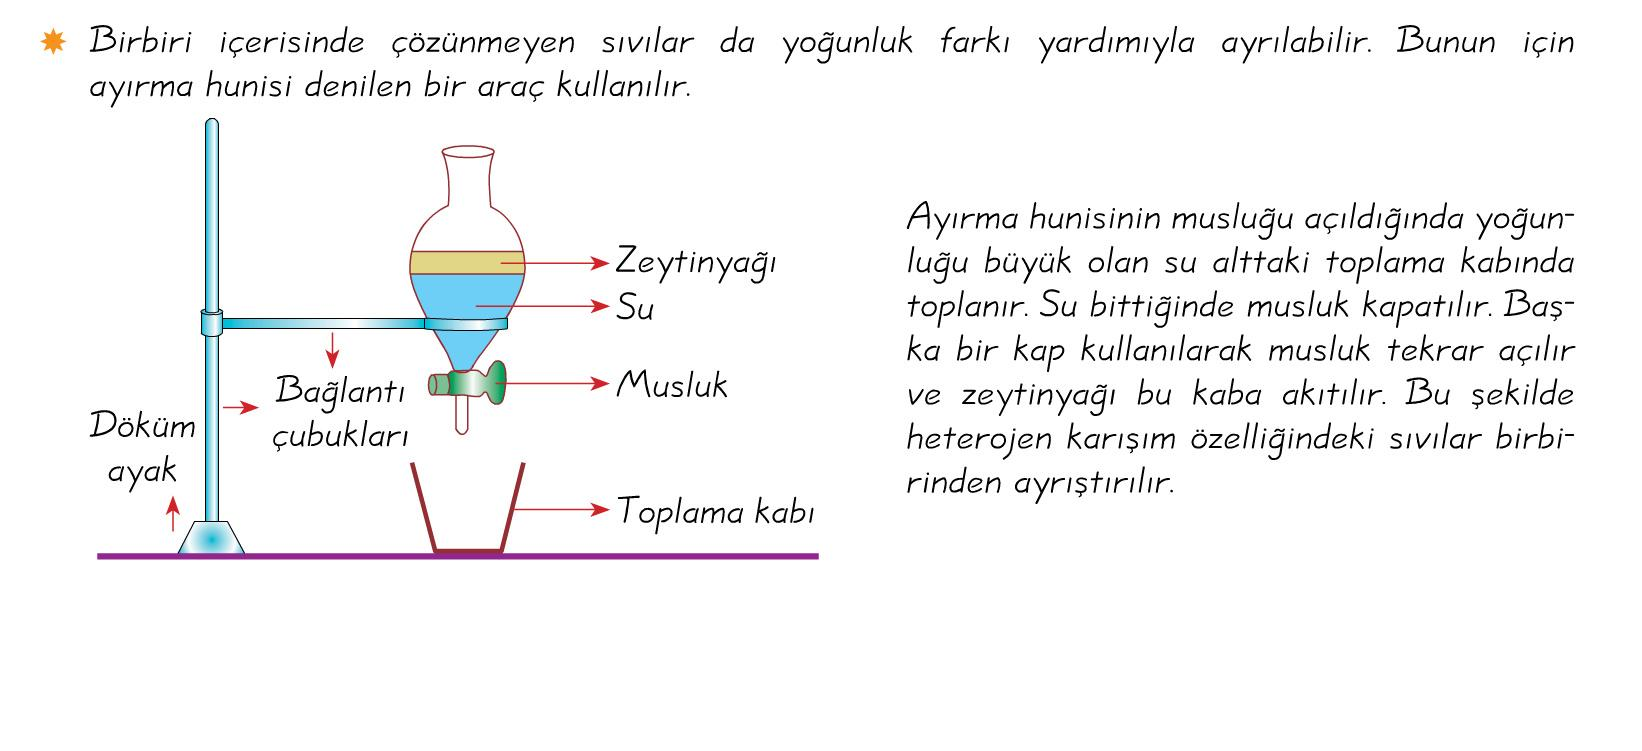 Birbiri içerisinde çözünmeyen sıvılar da yoğunluk farkı yardımıyla ayrılabilir. Bunun için
ayırma hunisi denilen bir araç kullanılır.
Zeytinyağı
Su
Musluk
Bağlantı
çubukları
Döküm
ayak
Toplama kabı
Ayırma hunisinin musluğu açıldığında yoğun-
luğu büyük olan su alttaki toplama kabında
toplanır. Su bittiğinde musluk kapatılır. Baş-
ka bir kap kullanılarak musluk tekrar açılır
ve zeytinyağı bu kaba akıtılır. Bu şekilde
heterojen karışım özelliğindeki sıvılar birbi-
rinden ayrıştırılır.